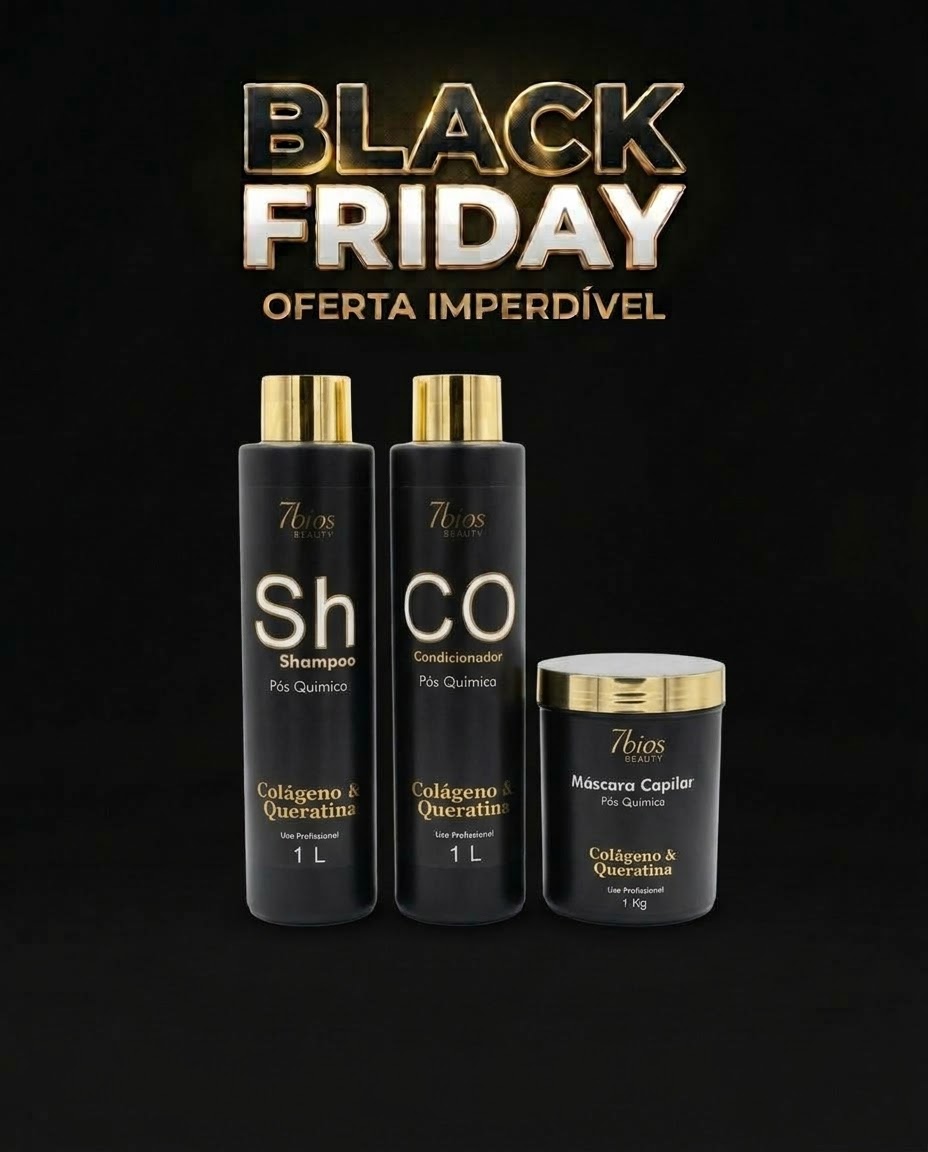 BLACK
FRIDAY
OFERTA IMPERDÍVEL
7bios
BEAUTY
Sh
Shampoo
Pós Quimico
Colágeno &
Queratina
Uso Profissional
1 L
7bios
BEAUTY
CO
Condicionador
Pós Quimica
Colágeno &
Queratina
Uso Profissional
1 L
7bios
BEAUTY
Máscara Capilar
Pós Quimica
Colágeno &
Queratina
Uso Profissional
1 Kg